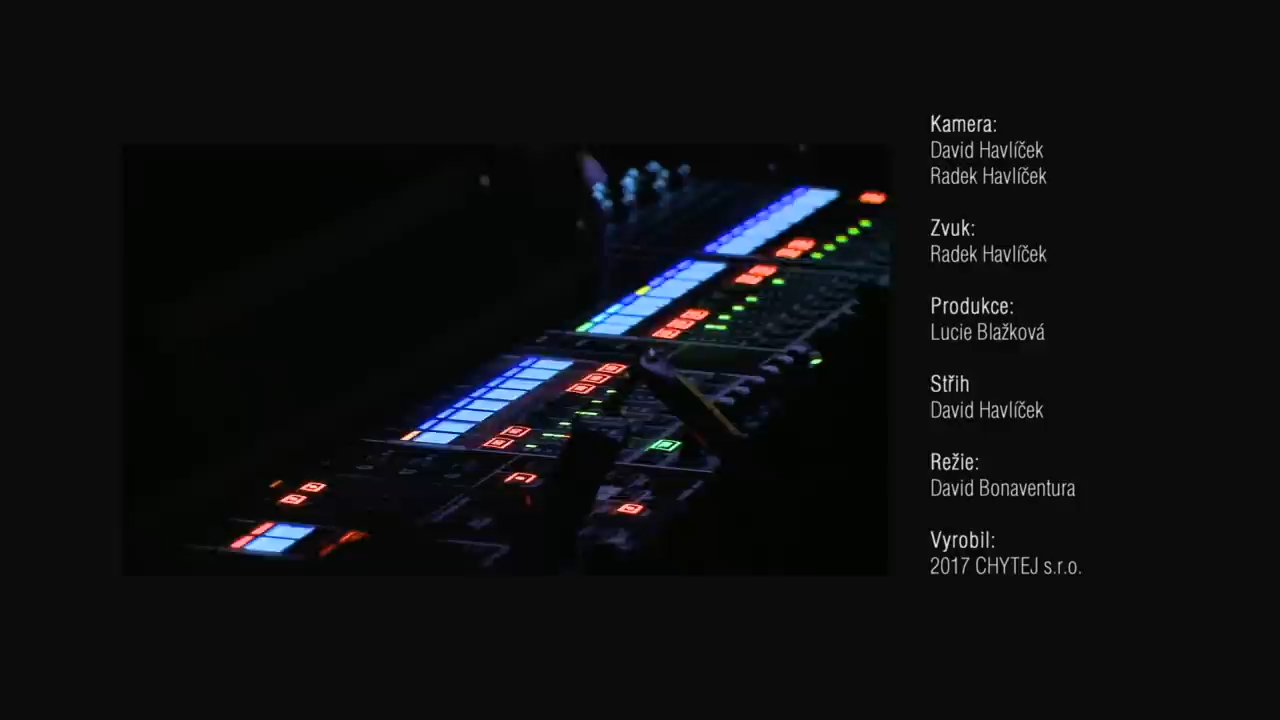 Kamera:
David Havlíček
Radek Havlíček
Zvuk:
Radek Havlíček
Produkce:
Lucie Blažková
Střih
David Havlíček
Režie:
David Bonaventura
Vyrobil:
2017 CHYTEJ s.r.o.